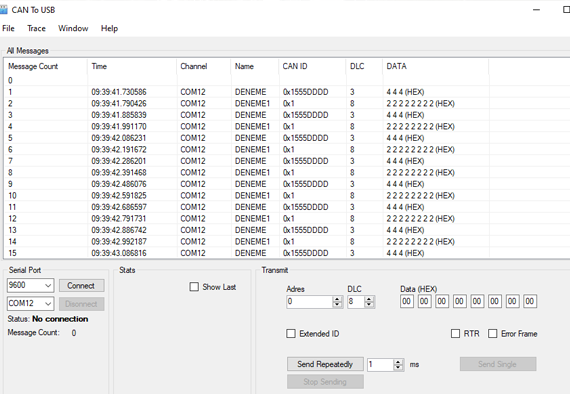 CAN To USB
File Trace Window Help
All Messages
Message Count Time Channel Name CAN ID DLC DATA
0
1 09:39:41.730586 COM12 DENEME 0x1555DDDD 3 4 4 4 (HEX)
2 09:39:41.790426 COM12 DENEME1 0x1 8 2 2 2 2 2 2 2 2 (HEX)
3 09:39:41.885839 COM12 DENEME 0x1555DDDD 3 4 4 4 (HEX)
4 09:39:41.991170 COM12 DENEME1 0x1 8 2 2 2 2 2 2 2 2 (HEX)
5 09:39:42.086231 COM12 DENEME 0x1555DDDD 3 4 4 4 (HEX)
6 09:39:42.191672 COM12 DENEME1 0x1 8 2 2 2 2 2 2 2 2 (HEX)
7 09:39:42.286201 COM12 DENEME 0x1555DDDD 3 4 4 4 (HEX)
8 09:39:42.391468 COM12 DENEME1 0x1 8 2 2 2 2 2 2 2 2 (HEX)
9 09:39:42.486076 COM12 DENEME 0x1555DDDD 3 4 4 4 (HEX)
10 09:39:42.591825 COM12 DENEME1 0x1 8 2 2 2 2 2 2 2 2 (HEX)
11 09:39:42.686597 COM12 DENEME 0x1555DDDD 3 4 4 4 (HEX)
12 09:39:42.791731 COM12 DENEME1 0x1 8 2 2 2 2 2 2 2 2 (HEX)
13 09:39:42.886742 COM12 DENEME 0x1555DDDD 3 4 4 4 (HEX)
14 09:39:42.992187 COM12 DENEME1 0x1 8 2 2 2 2 2 2 2 2 (HEX)
15 09:39:43.086816 COM12 DENEME 0x1555DDDD 3 4 4 4 (HEX)
Serial Port Stats Transmit
9600 Connect Show Last Adres DLC Data (HEX)
COM12 Disconnect 0 8 00 00 00 00 00 00 00 00
Status: No connection
Message Count: 0 Extended ID RTR Error Frame
Send Repeatedly 1 ms Send Single
Stop Sending